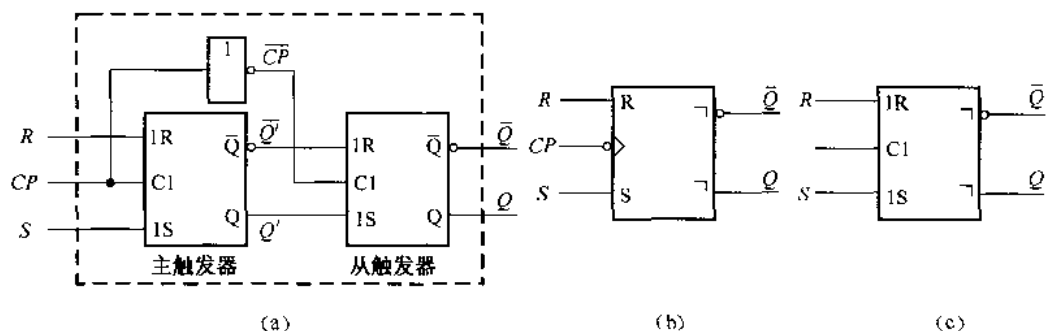 1
C̅P̅
R
1R
Q̅
Q̅'
1R
Q̅
Q̅
CP
C1
C1
S
1S
Q
Q'
1S
Q
Q
主触发器
从触发器
(a)
R
R
¬
Q̅
CP
S
S
¬
Q
(b)
R
1R
¬
Q̅
C1
S
1S
¬
Q
(c)